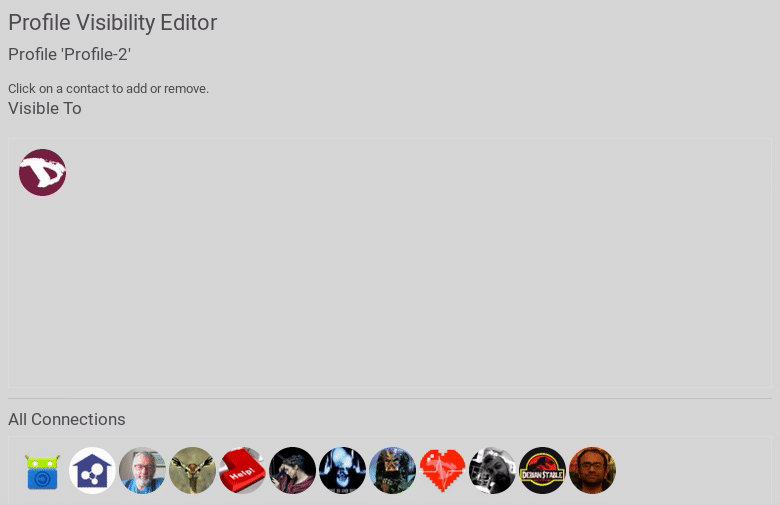 Profile Visibility Editor
Profile 'Profile-2'
Click on a contact to add or remove.
Visible To
All Connections
Help!
DEBIAN STABLE